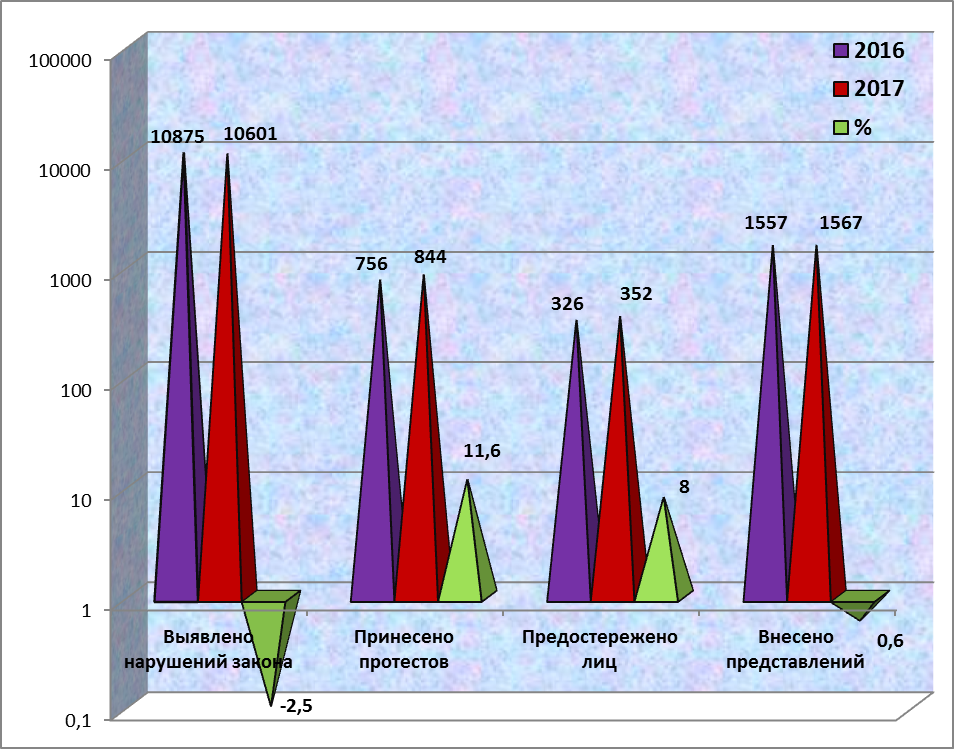 100000
10000
1000
100
10
1
0,1
2016
2017
%
10875
10601
-2,5
756
844
11,6
326
352
8
1557
1567
0,6
Выявлено
нарушений закона
Принесено
протестов
Предостережено
лиц
Внесено
представлений